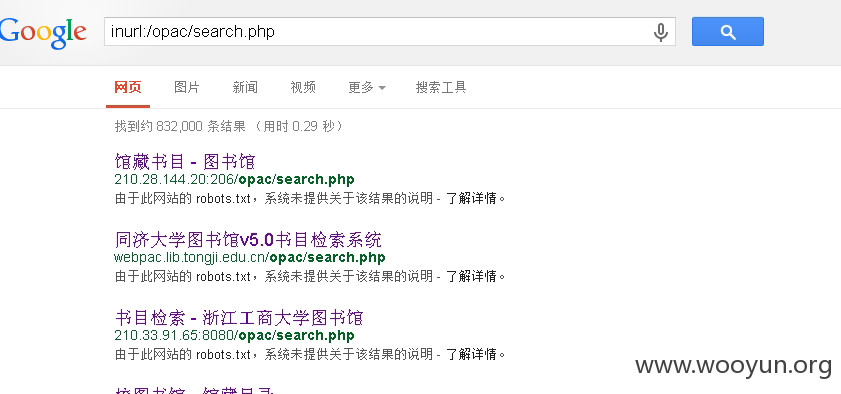 Google
inurl:/opac/search.php
网页 图片 新闻 视频 更多 搜索工具
找到约 832,000 条结果 （用时 0.29 秒）
馆藏书目 - 图书馆
210.28.144.20:206/opac/search.php
由于此网站的 robots.txt，系统未提供关于该结果的说明 - 了解详情。
同济大学图书馆v5.0书目检索系统
webpac.lib.tongji.edu.cn/opac/search.php
由于此网站的 robots.txt，系统未提供关于该结果的说明 - 了解详情。
书目检索 - 浙江工商大学图书馆
210.33.91.65:8080/opac/search.php
由于此网站的 robots.txt，系统未提供关于该结果的说明 - 了解详情。
www.wooyun.org